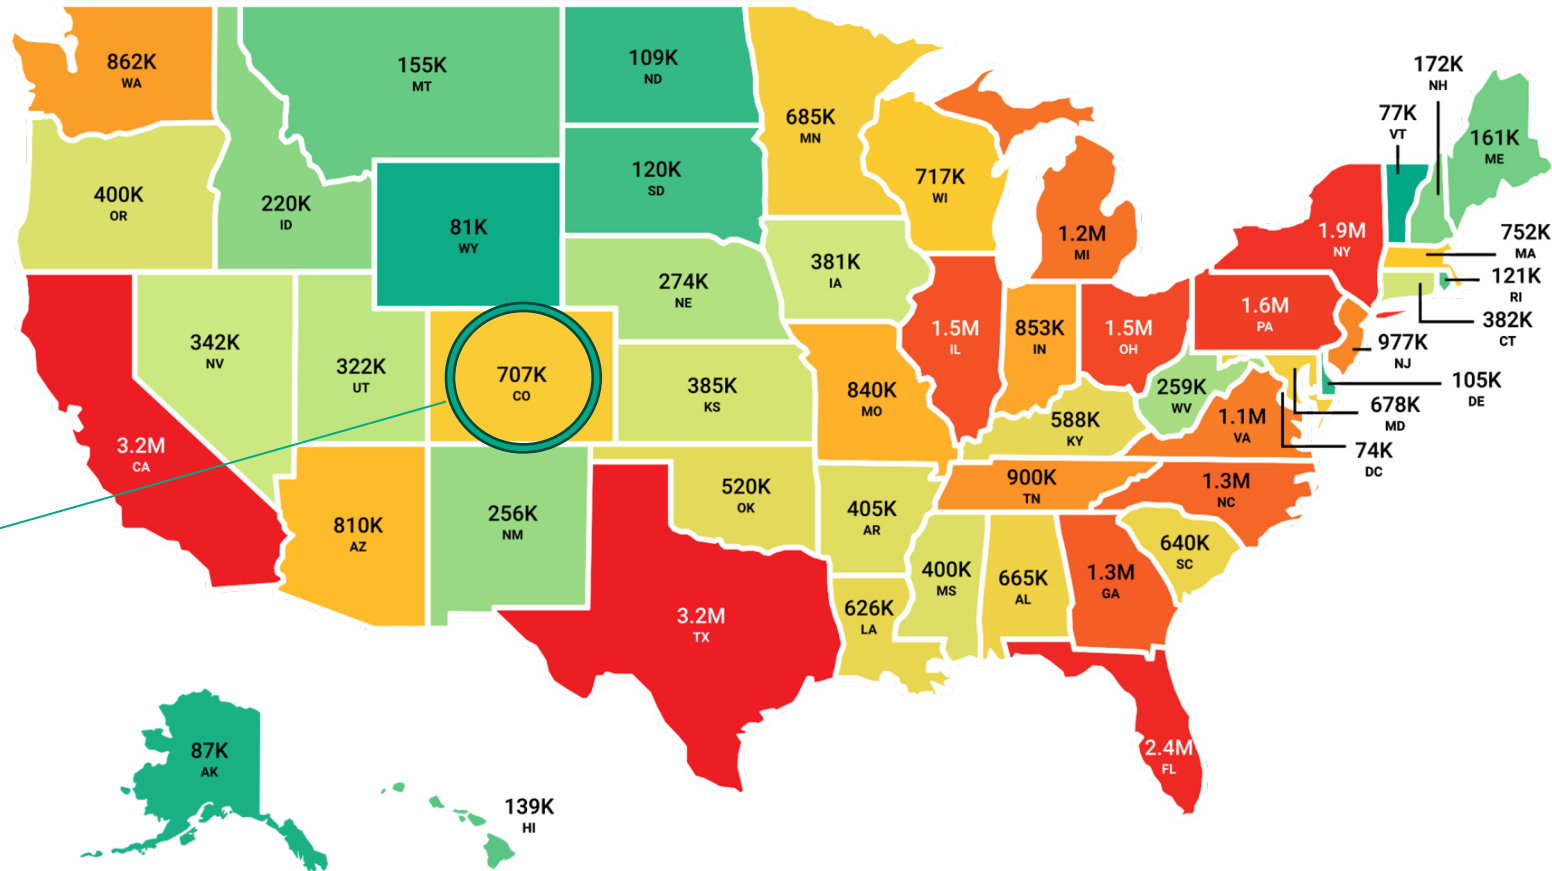 862K
WA
155K
MT
109K
ND
685K
MN
172K
NH
77K
VT
161K
ME
400K
OR
220K
ID
81K
WY
120K
SD
717K
WI
1.2M
MI
1.9M
NY
752K
MA
121K
RI
382K
CT
342K
NV
322K
UT
707K
CO
274K
NE
381K
IA
1.5M
IL
853K
IN
1.5M
OH
1.6M
PA
977K
NJ
105K
DE
678K
MD
74K
DC
3.2M
CA
385K
KS
840K
MO
588K
KY
259K
WV
1.1M
VA
810K
AZ
256K
NM
520K
OK
405K
AR
900K
TN
1.3M
NC
640K
SC
3.2M
TX
626K
LA
400K
MS
665K
AL
1.3M
GA
2.4M
FL
87K
AK
139K
HI